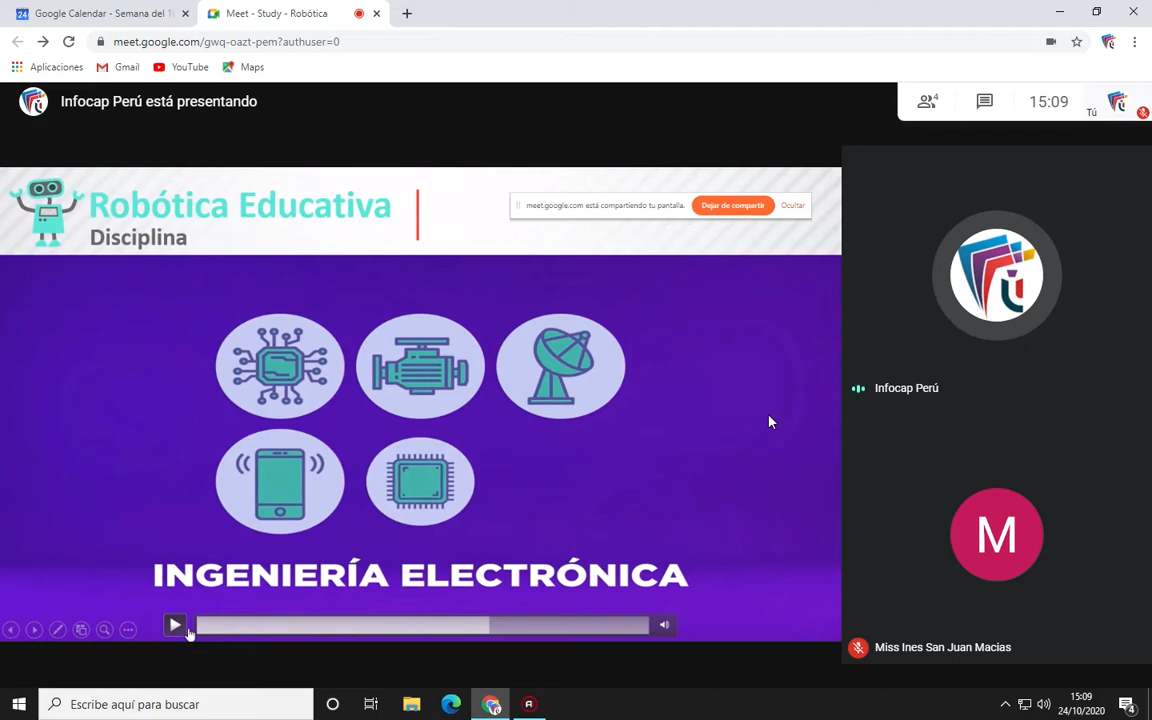 24 Google Calendar - Semana del 1
Meet - Study - Robótica
meet.google.com/gwq-oazt-pem?authuser=0
Aplicaciones Gmail YouTube Maps
Infocap Perú está presentando
4 15:09 Tú
Robótica Educativa
Disciplina
meet.google.com está compartiendo tu pantalla. Dejar de compartir Ocultar
Infocap Perú
M
INGENIERÍA ELECTRÓNICA
Miss Ines San Juan Macias
Escribe aquí para buscar
15:09
24/10/2020
4